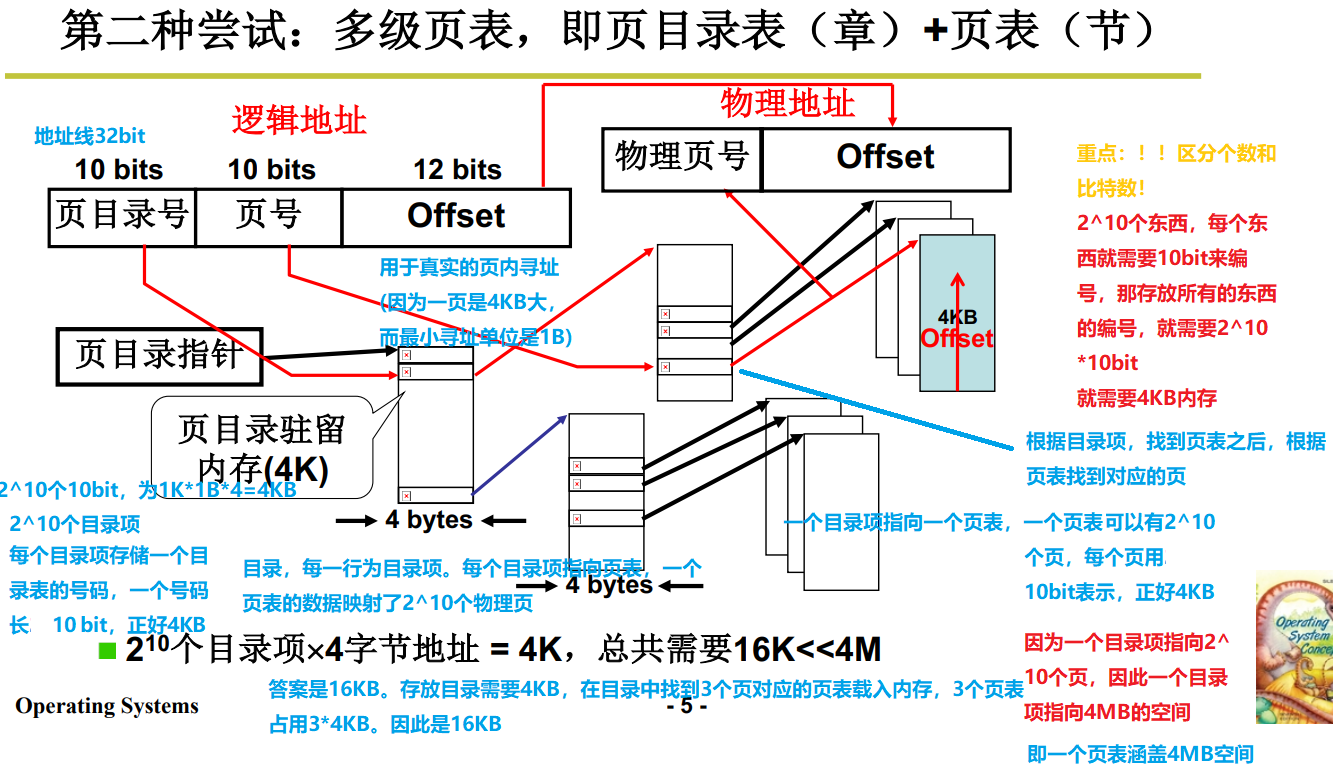 第二种尝试：多级页表，即页目录表（章）+页表（节）
逻辑地址
物理地址
地址线32bit
10 bits
10 bits
12 bits
页目录号
页号
Offset
物理页号
Offset
重点：！！区分个数和
比特数！
2^10个东西，每个东
西就需要10bit来编
号，那存放所有的东西
的编号，就需要2^10
*10bit
就需要4KB内存
用于真实的页内寻址
(因为一页是4KB大，
而最小寻址单位是1B)
4KB
Offset
页目录指针
页目录驻留
内存(4K)
根据目录项，找到页表之后，根据
页表找到对应的页
2^10个10bit，为1K*1B*4=4KB
2^10个目录项
每个目录项存储一个目
录表的号码，一个号码
长 10 bit，正好4KB
4 bytes
一个目录项指向一个页表，一个页表可以有2^10
个页，每个页用
10bit表示，正好4KB
目录，每一行为目录项。每个目录项指向页表，一个
页表的数据映射了2^10个物理页
4 bytes
2¹⁰个目录项×4字节地址 = 4K，总共需要16K<<4M
因为一个目录项指向2^
10个页，因此一个目录
项指向4MB的空间
即一个页表涵盖4MB空间
答案是16KB。存放目录需要4KB，在目录中找到3个页对应的页表载入内存，3个页表
占用3*4KB。因此是16KB
Operating Systems
- 5 -
Operating
System
Concep